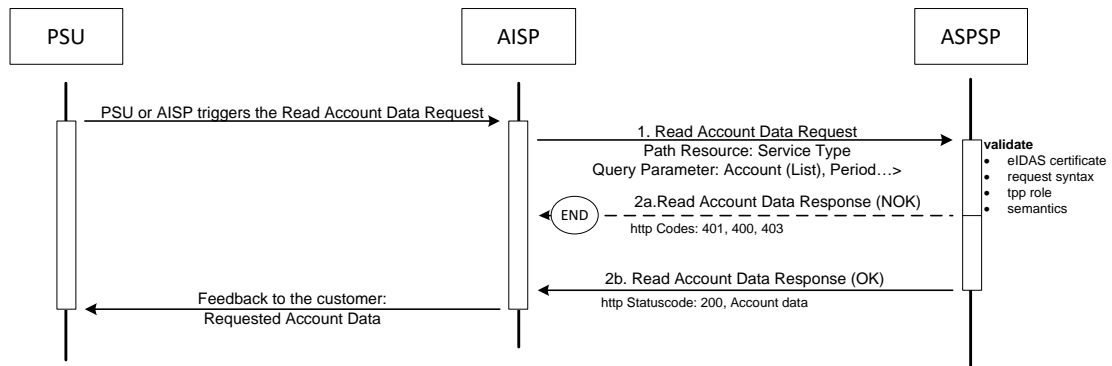 PSU
AISP
ASPSP
PSU or AISP triggers the Read Account Data Request
1. Read Account Data Request
Path Resource: Service Type
Query Parameter: Account (List), Period…>
validate
• eIDAS certificate
• request syntax
• tpp role
• semantics
END
2a.Read Account Data Response (NOK)
http Codes: 401, 400, 403
2b. Read Account Data Response (OK)
http Statuscode: 200, Account data
Feedback to the customer:
Requested Account Data